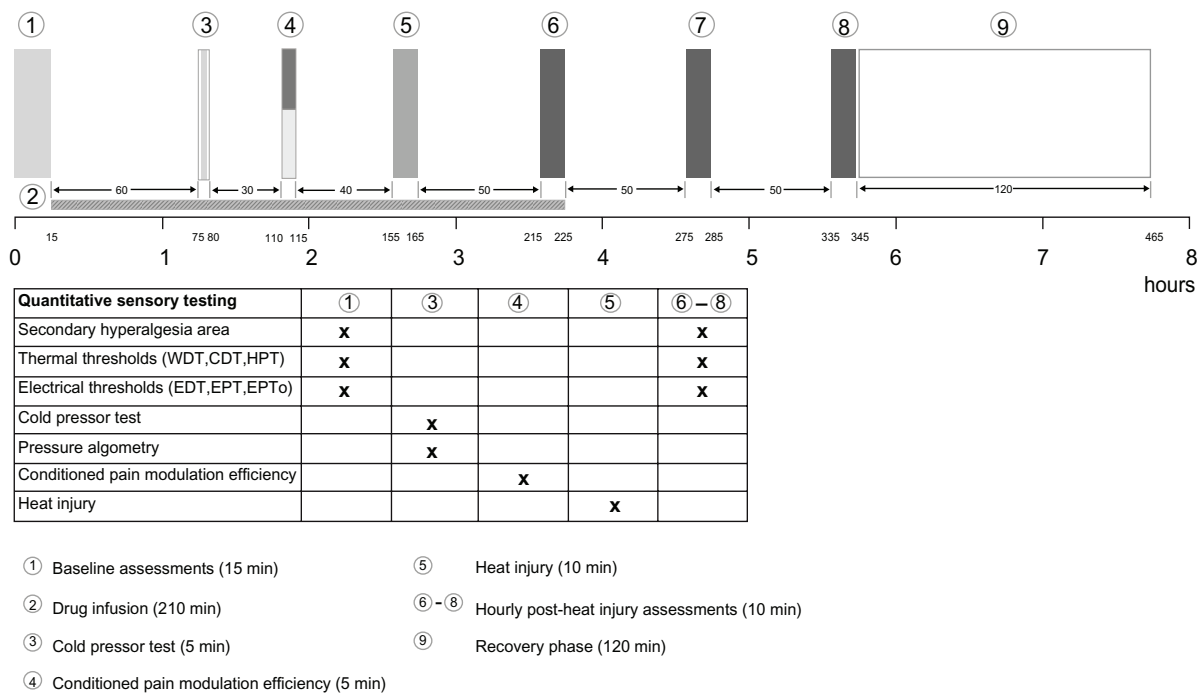 ① ③ ④ ⑤ ⑥ ⑦ ⑧ ⑨
② 60 30 40 50 50 50 120
15 75 80 110 115 155 165 215 225 275 285 335 345 465
0 1 2 3 4 5 6 7 8
hours
Quantitative sensory testing ① ③ ④ ⑤ ⑥–⑧
Secondary hyperalgesia area x x
Thermal thresholds (WDT,CDT,HPT) x x
Electrical thresholds (EDT,EPT,EPTo) x x
Cold pressor test x
Pressure algometry x
Conditioned pain modulation efficiency x
Heat injury x
① Baseline assessments (15 min)
② Drug infusion (210 min)
③ Cold pressor test (5 min)
④ Conditioned pain modulation efficiency (5 min)
⑤ Heat injury (10 min)
⑥-⑧ Hourly post-heat injury assessments (10 min)
⑨ Recovery phase (120 min)